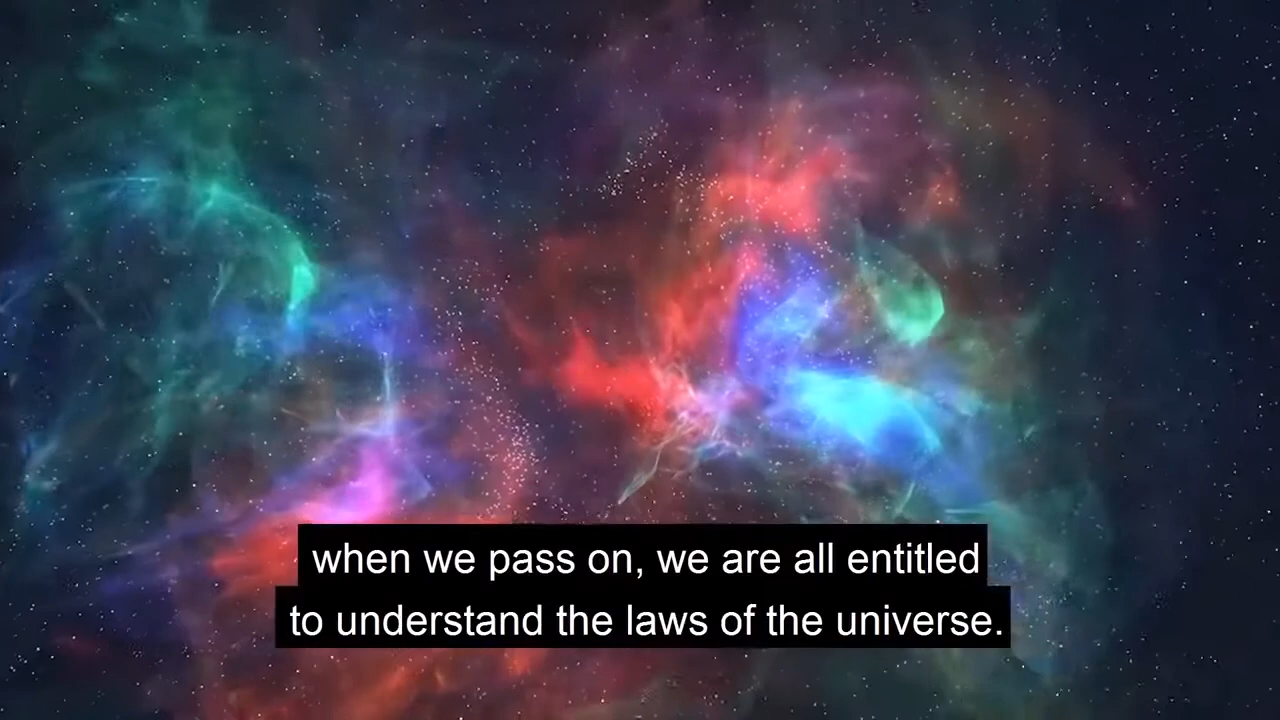 when we pass on, we are all entitled
to understand the laws of the universe.